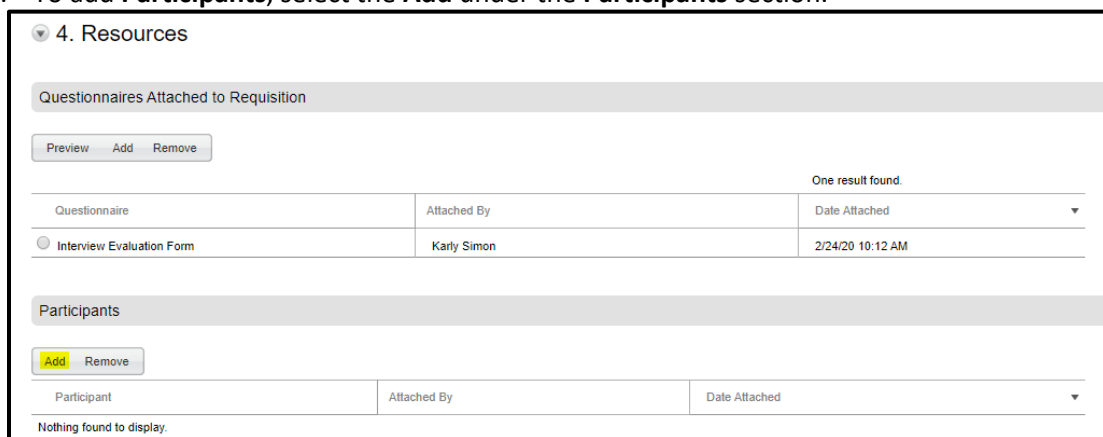 To add Participants, select the Add under the Participants section.
4. Resources
Questionnaires Attached to Requisition
Preview Add Remove
One result found.
Questionnaire Attached By Date Attached
Interview Evaluation Form Karly Simon 2/24/20 10:12 AM
Participants
Add Remove
Participant Attached By Date Attached
Nothing found to display.